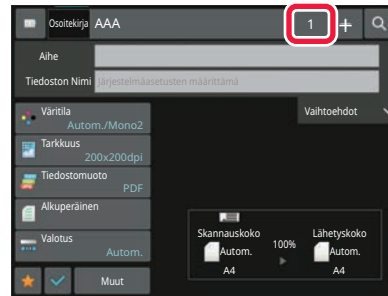 Osoitekirja AAA 1
Aihe
Tiedoston Nimi Järjestelmäasetusten määrittämä
Vaihtoehdot
Väritila
Autom./Mono2
Tarkkuus
200x200dpi
Tiedostomuoto
PDF
Alkuperäinen
Valotus
Autom.
Muut
Skannauskoko
Autom.
A4
100%
Lähetyskoko
Autom.
A4